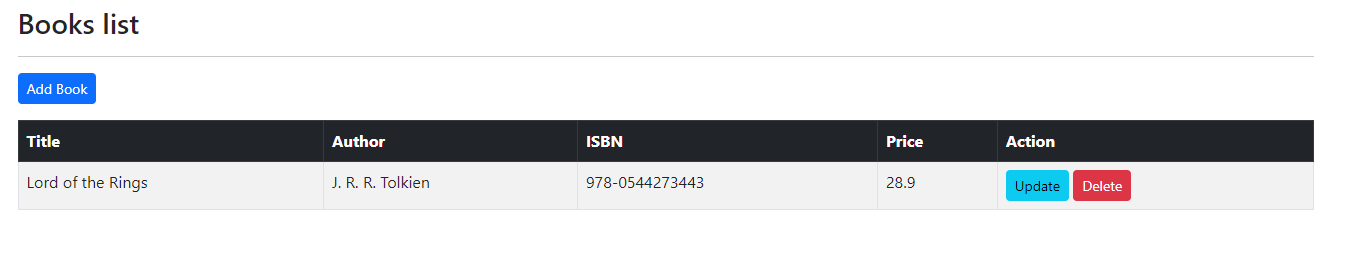 Books list
Add Book
Title Author ISBN Price Action
Lord of the Rings J. R. R. Tolkien 978-0544273443 28.9 Update Delete